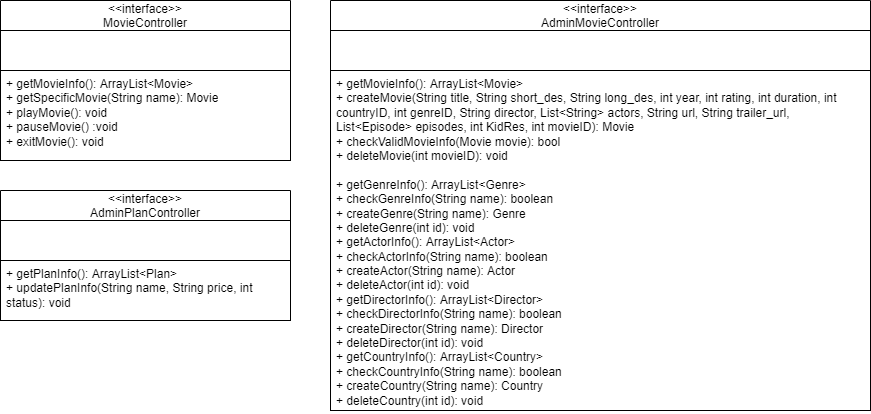 <<interface>>
MovieController
+ getMovieInfo(): ArrayList<Movie>
+ getSpecificMovie(String name): Movie
+ playMovie(): void
+ pauseMovie() :void
+ exitMovie(): void
<<interface>>
AdminPlanController
+ getPlanInfo(): ArrayList<Plan>
+ updatePlanInfo(String name, String price, int
status): void
<<interface>>
AdminMovieController
+ getMovieInfo(): ArrayList<Movie>
+ createMovie(String title, String short_des, String long_des, int year, int rating, int duration, int
countryID, int genreID, String director, List<String> actors, String url, String trailer_url,
List<Episode> episodes, int KidRes, int movieID): Movie
+ checkValidMovieInfo(Movie movie): bool
+ deleteMovie(int movieID): void
+ getGenreInfo(): ArrayList<Genre>
+ checkGenreInfo(String name): boolean
+ createGenre(String name): Genre
+ deleteGenre(int id): void
+ getActorInfo(): ArrayList<Actor>
+ checkActorInfo(String name): boolean
+ createActor(String name): Actor
+ deleteActor(int id): void
+ getDirectorInfo(): ArrayList<Director>
+ checkDirectorInfo(String name): boolean
+ createDirector(String name): Director
+ deleteDirector(int id): void
+ getCountryInfo(): ArrayList<Country>
+ checkCountryInfo(String name): boolean
+ createCountry(String name): Country
+ deleteCountry(int id): void